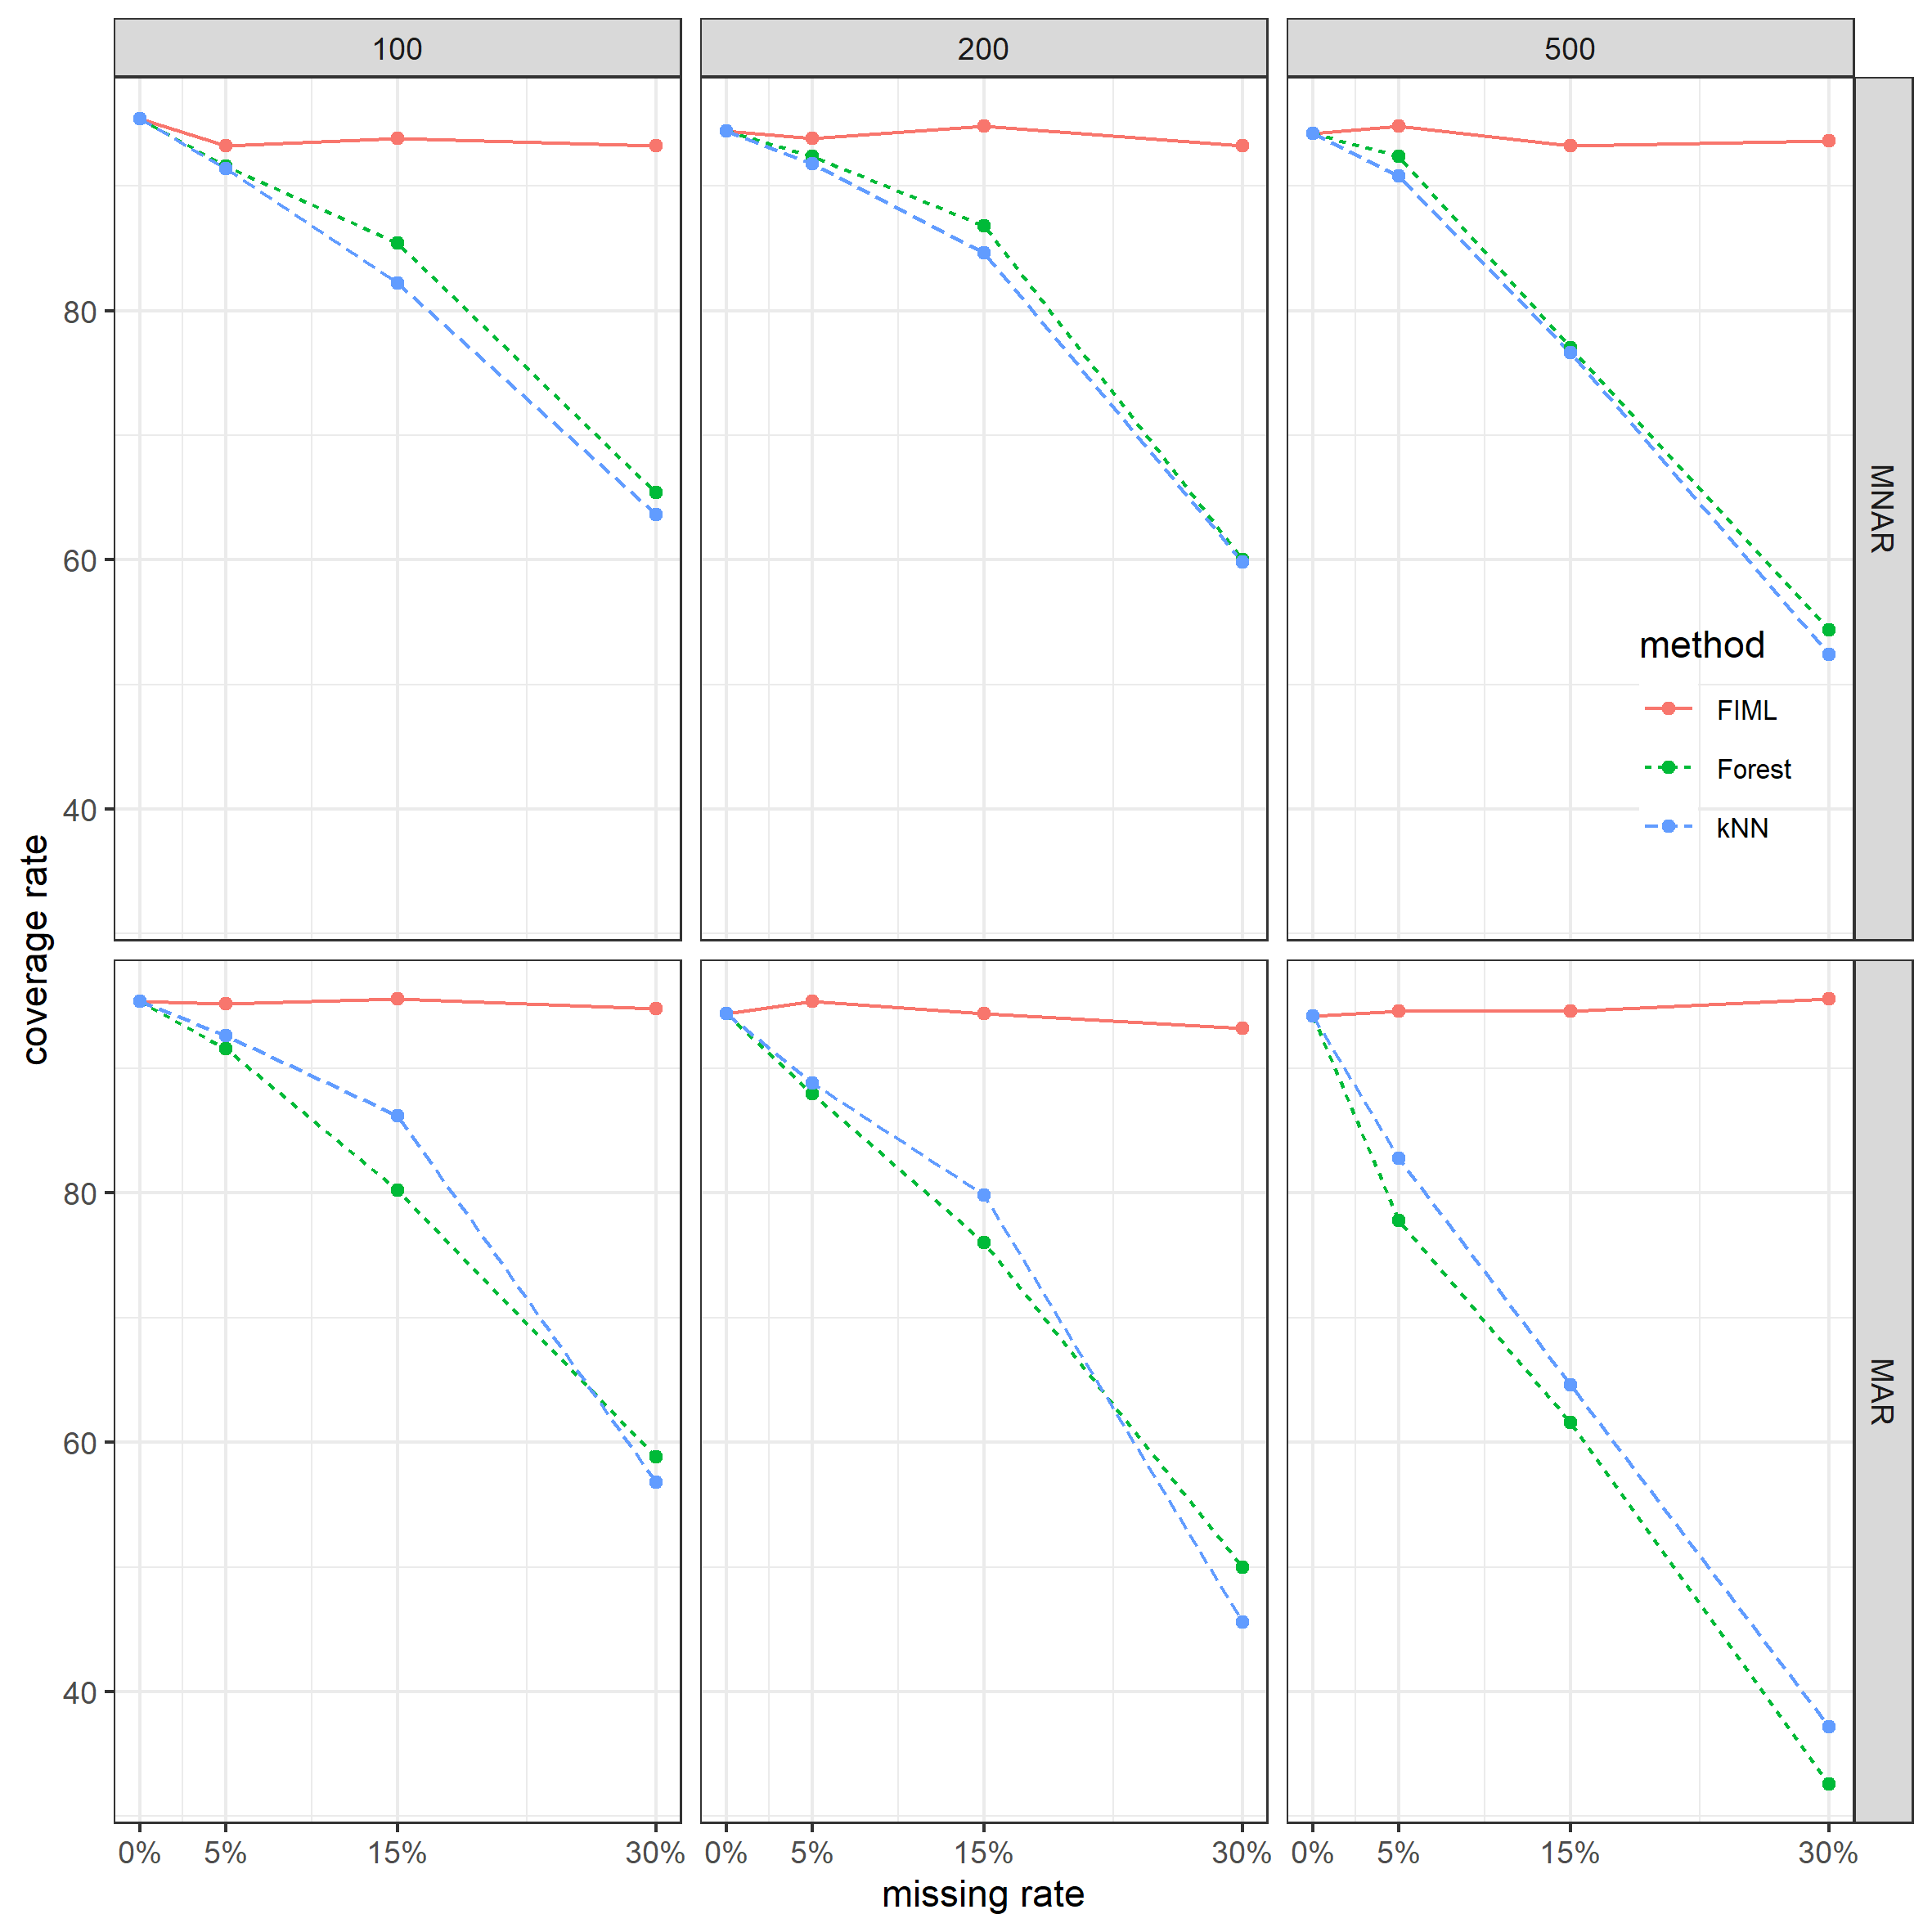 100 200 500
MNAR
80
60
40
method
FIML
Forest
kNN
coverage rate
MAR
80
60
40
0% 5% 15% 30% 0% 5% 15% 30% 0% 5% 15% 30%
missing rate